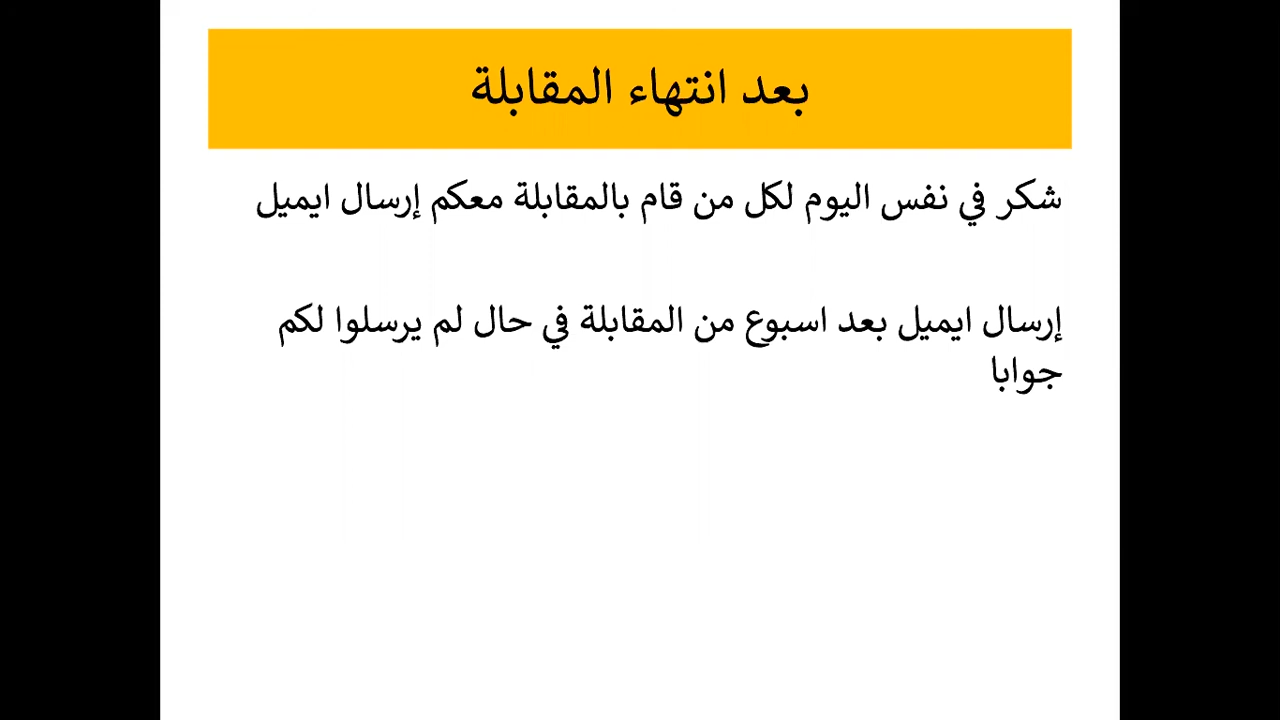 بعد انتهاء المقابلة
شكر في نفس اليوم لكل من قام بالمقابلة معكم إرسال ايميل
إرسال ايميل بعد اسبوع من المقابلة في حال لم يرسلوا لكم
جوابا